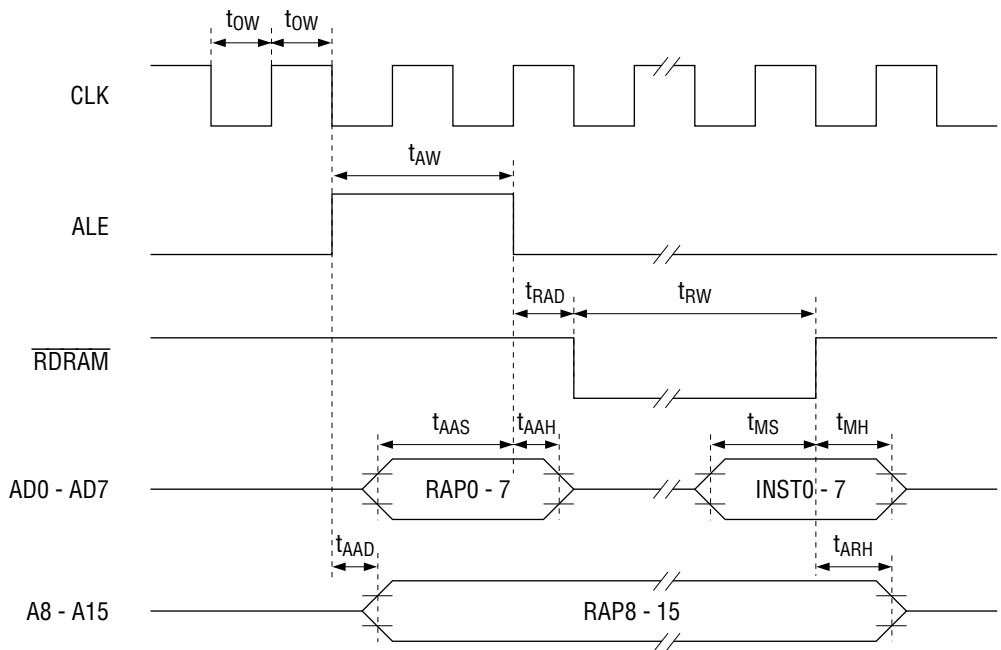 tOW tOW
CLK
tAW
ALE
tRAD tRW
RDRAM
tAAS tAAH tMS tMH
AD0 - AD7 RAP0 - 7 INST0 - 7
tAAD tARH
A8 - A15 RAP8 - 15